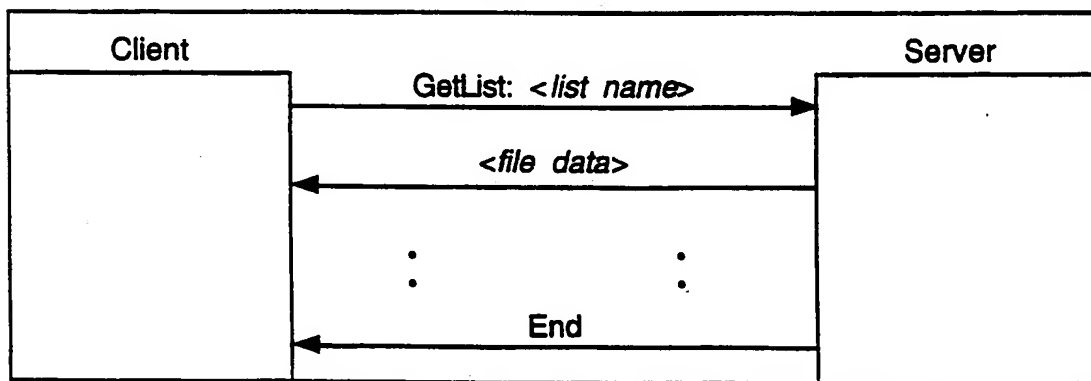 Client
Server
GetList: <list name>
<file data>
End